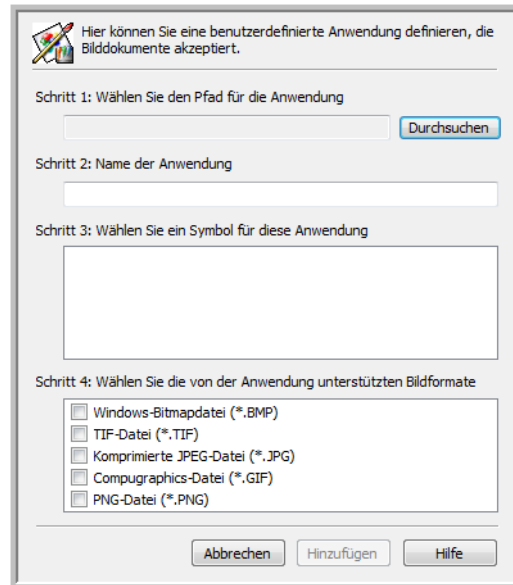 Hier können Sie eine benutzerdefinierte Anwendung definieren, die
Bilddokumente akzeptiert.
Schritt 1: Wählen Sie den Pfad für die Anwendung
Durchsuchen
Schritt 2: Name der Anwendung
Schritt 3: Wählen Sie ein Symbol für diese Anwendung
Schritt 4: Wählen Sie die von der Anwendung unterstützten Bildformate
Windows-Bitmapdatei (*.BMP)
TIF-Datei (*.TIF)
Komprimierte JPEG-Datei (*.JPG)
Compugraphics-Datei (*.GIF)
PNG-Datei (*.PNG)
Abbrechen Hinzufügen Hilfe